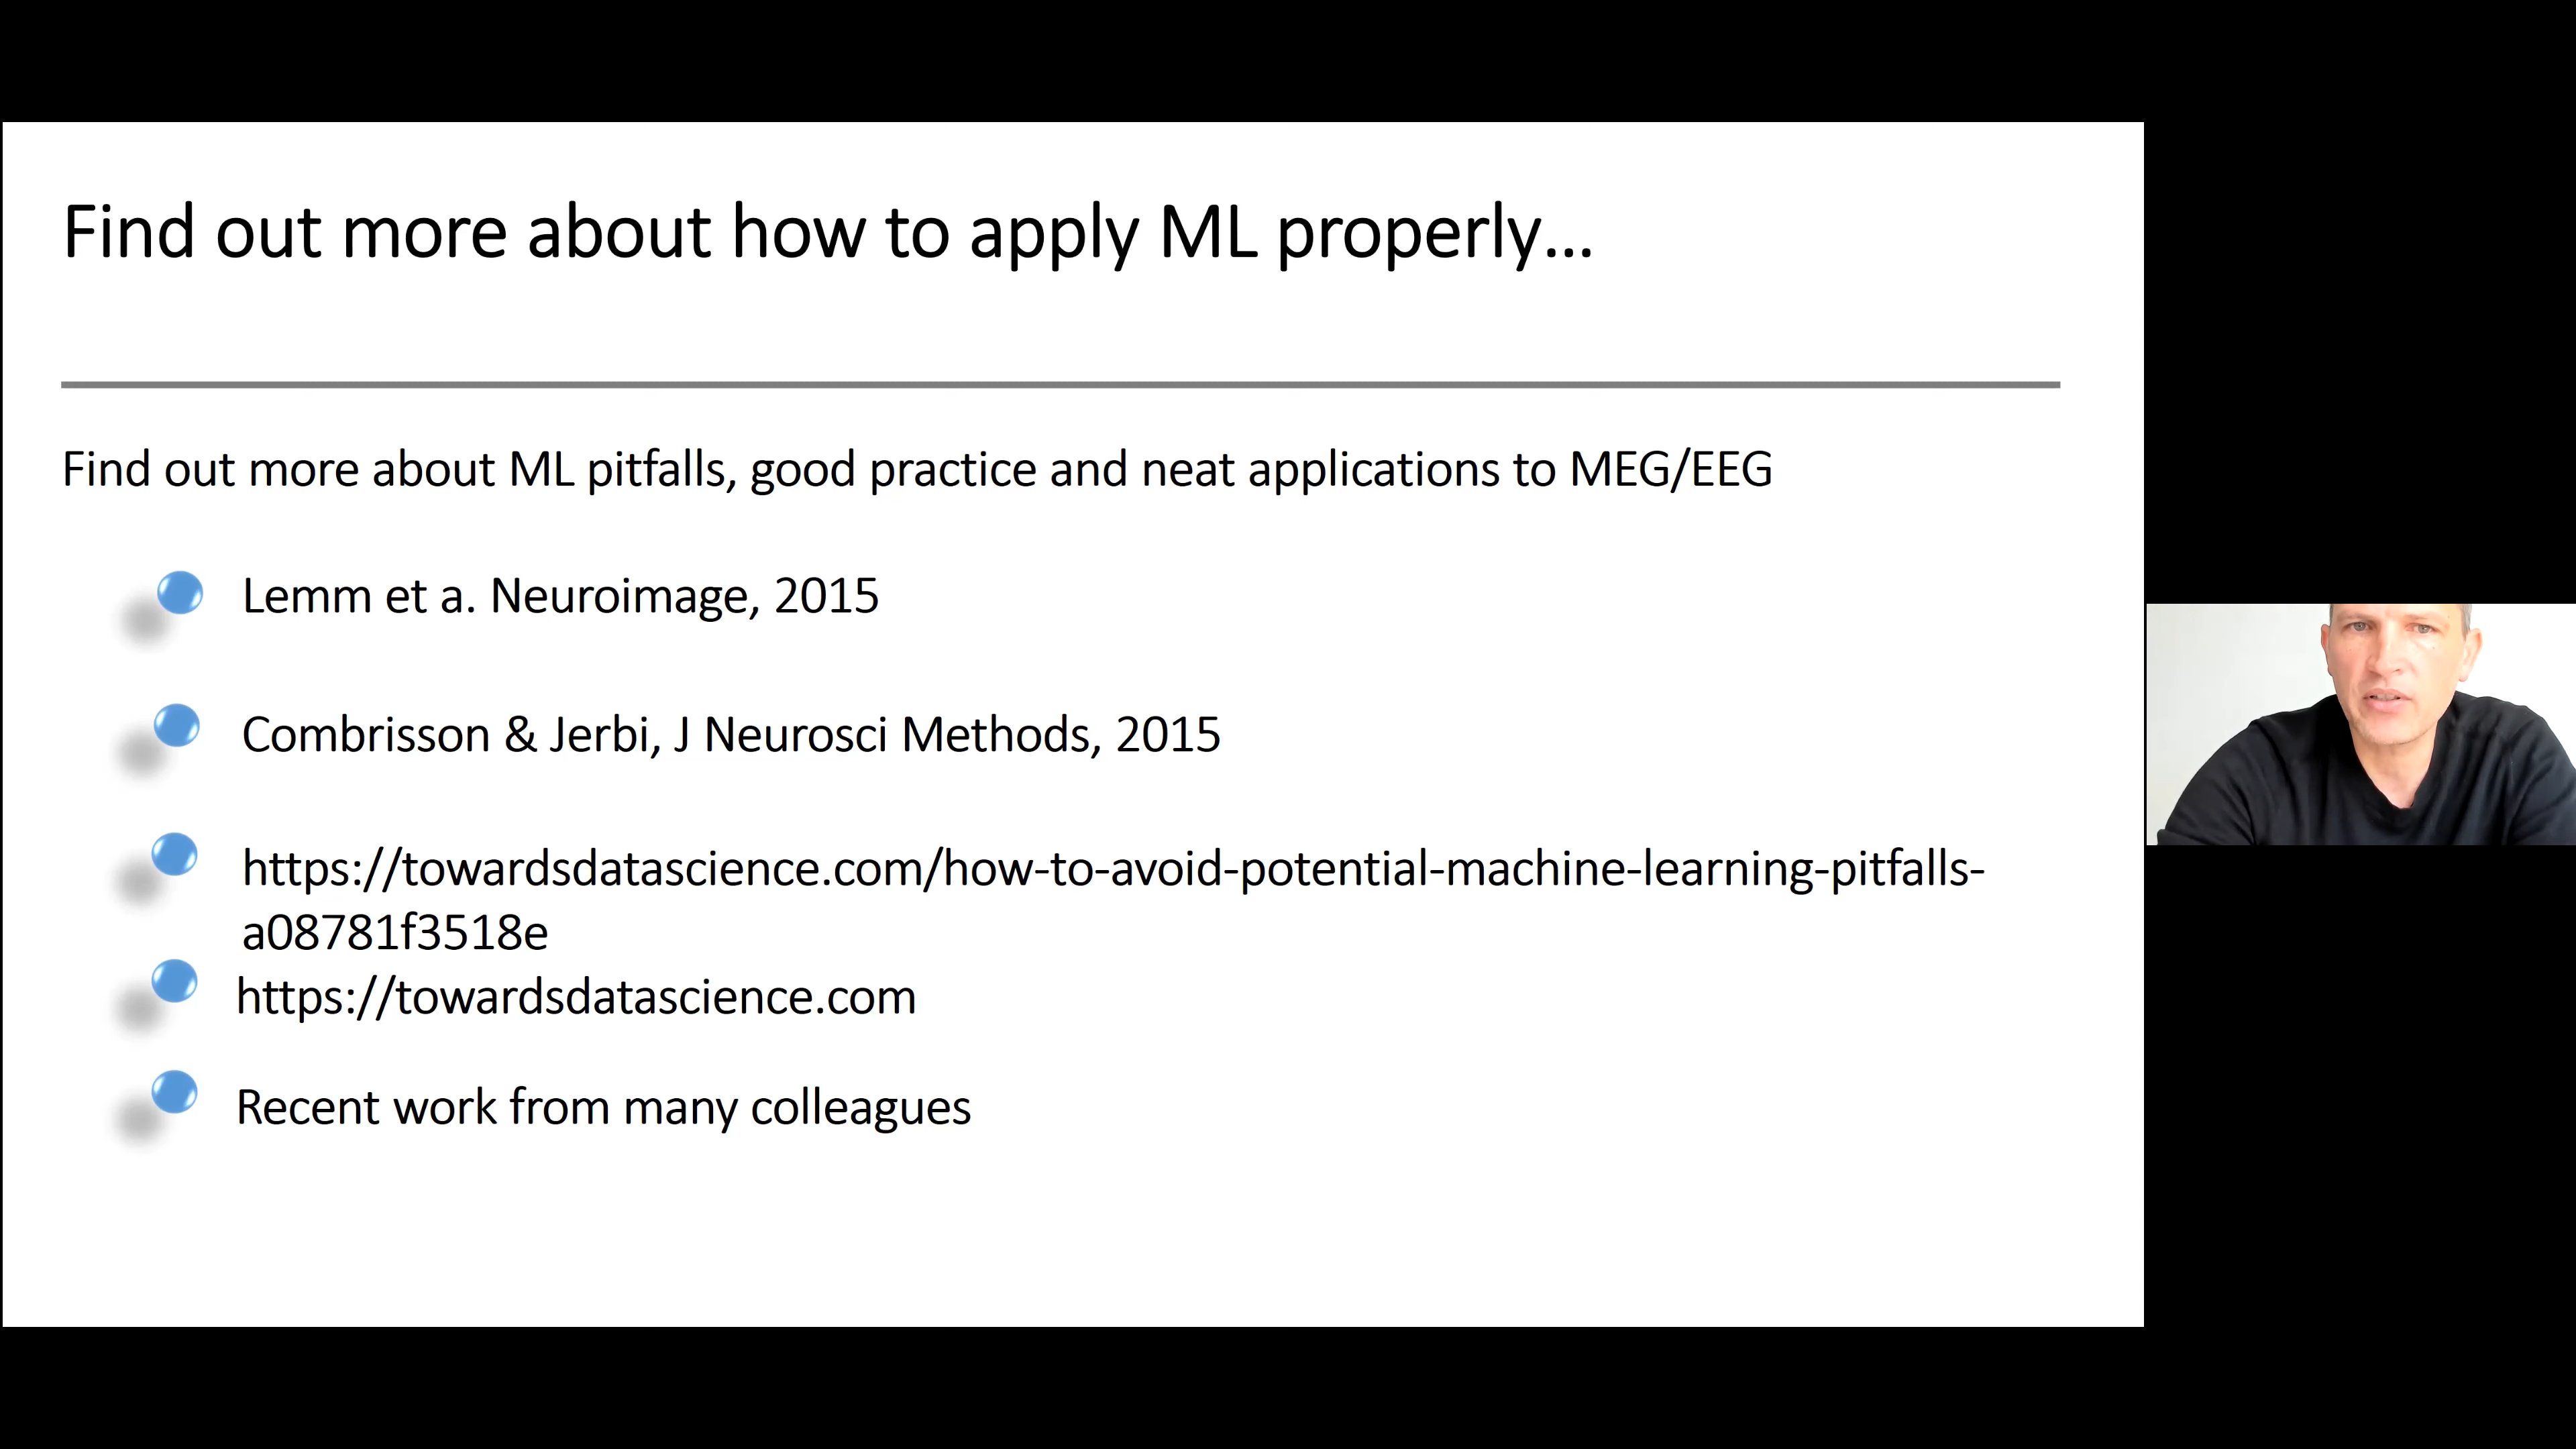 Find out more about how to apply ML properly...
Find out more about ML pitfalls, good practice and neat applications to MEG/EEG
Lemm et a. Neuroimage, 2015
Combrisson & Jerbi, J Neurosci Methods, 2015
https://towardsdatascience.com/how-to-avoid-potential-machine-learning-pitfalls-
a08781f3518e
https://towardsdatascience.com
Recent work from many colleagues